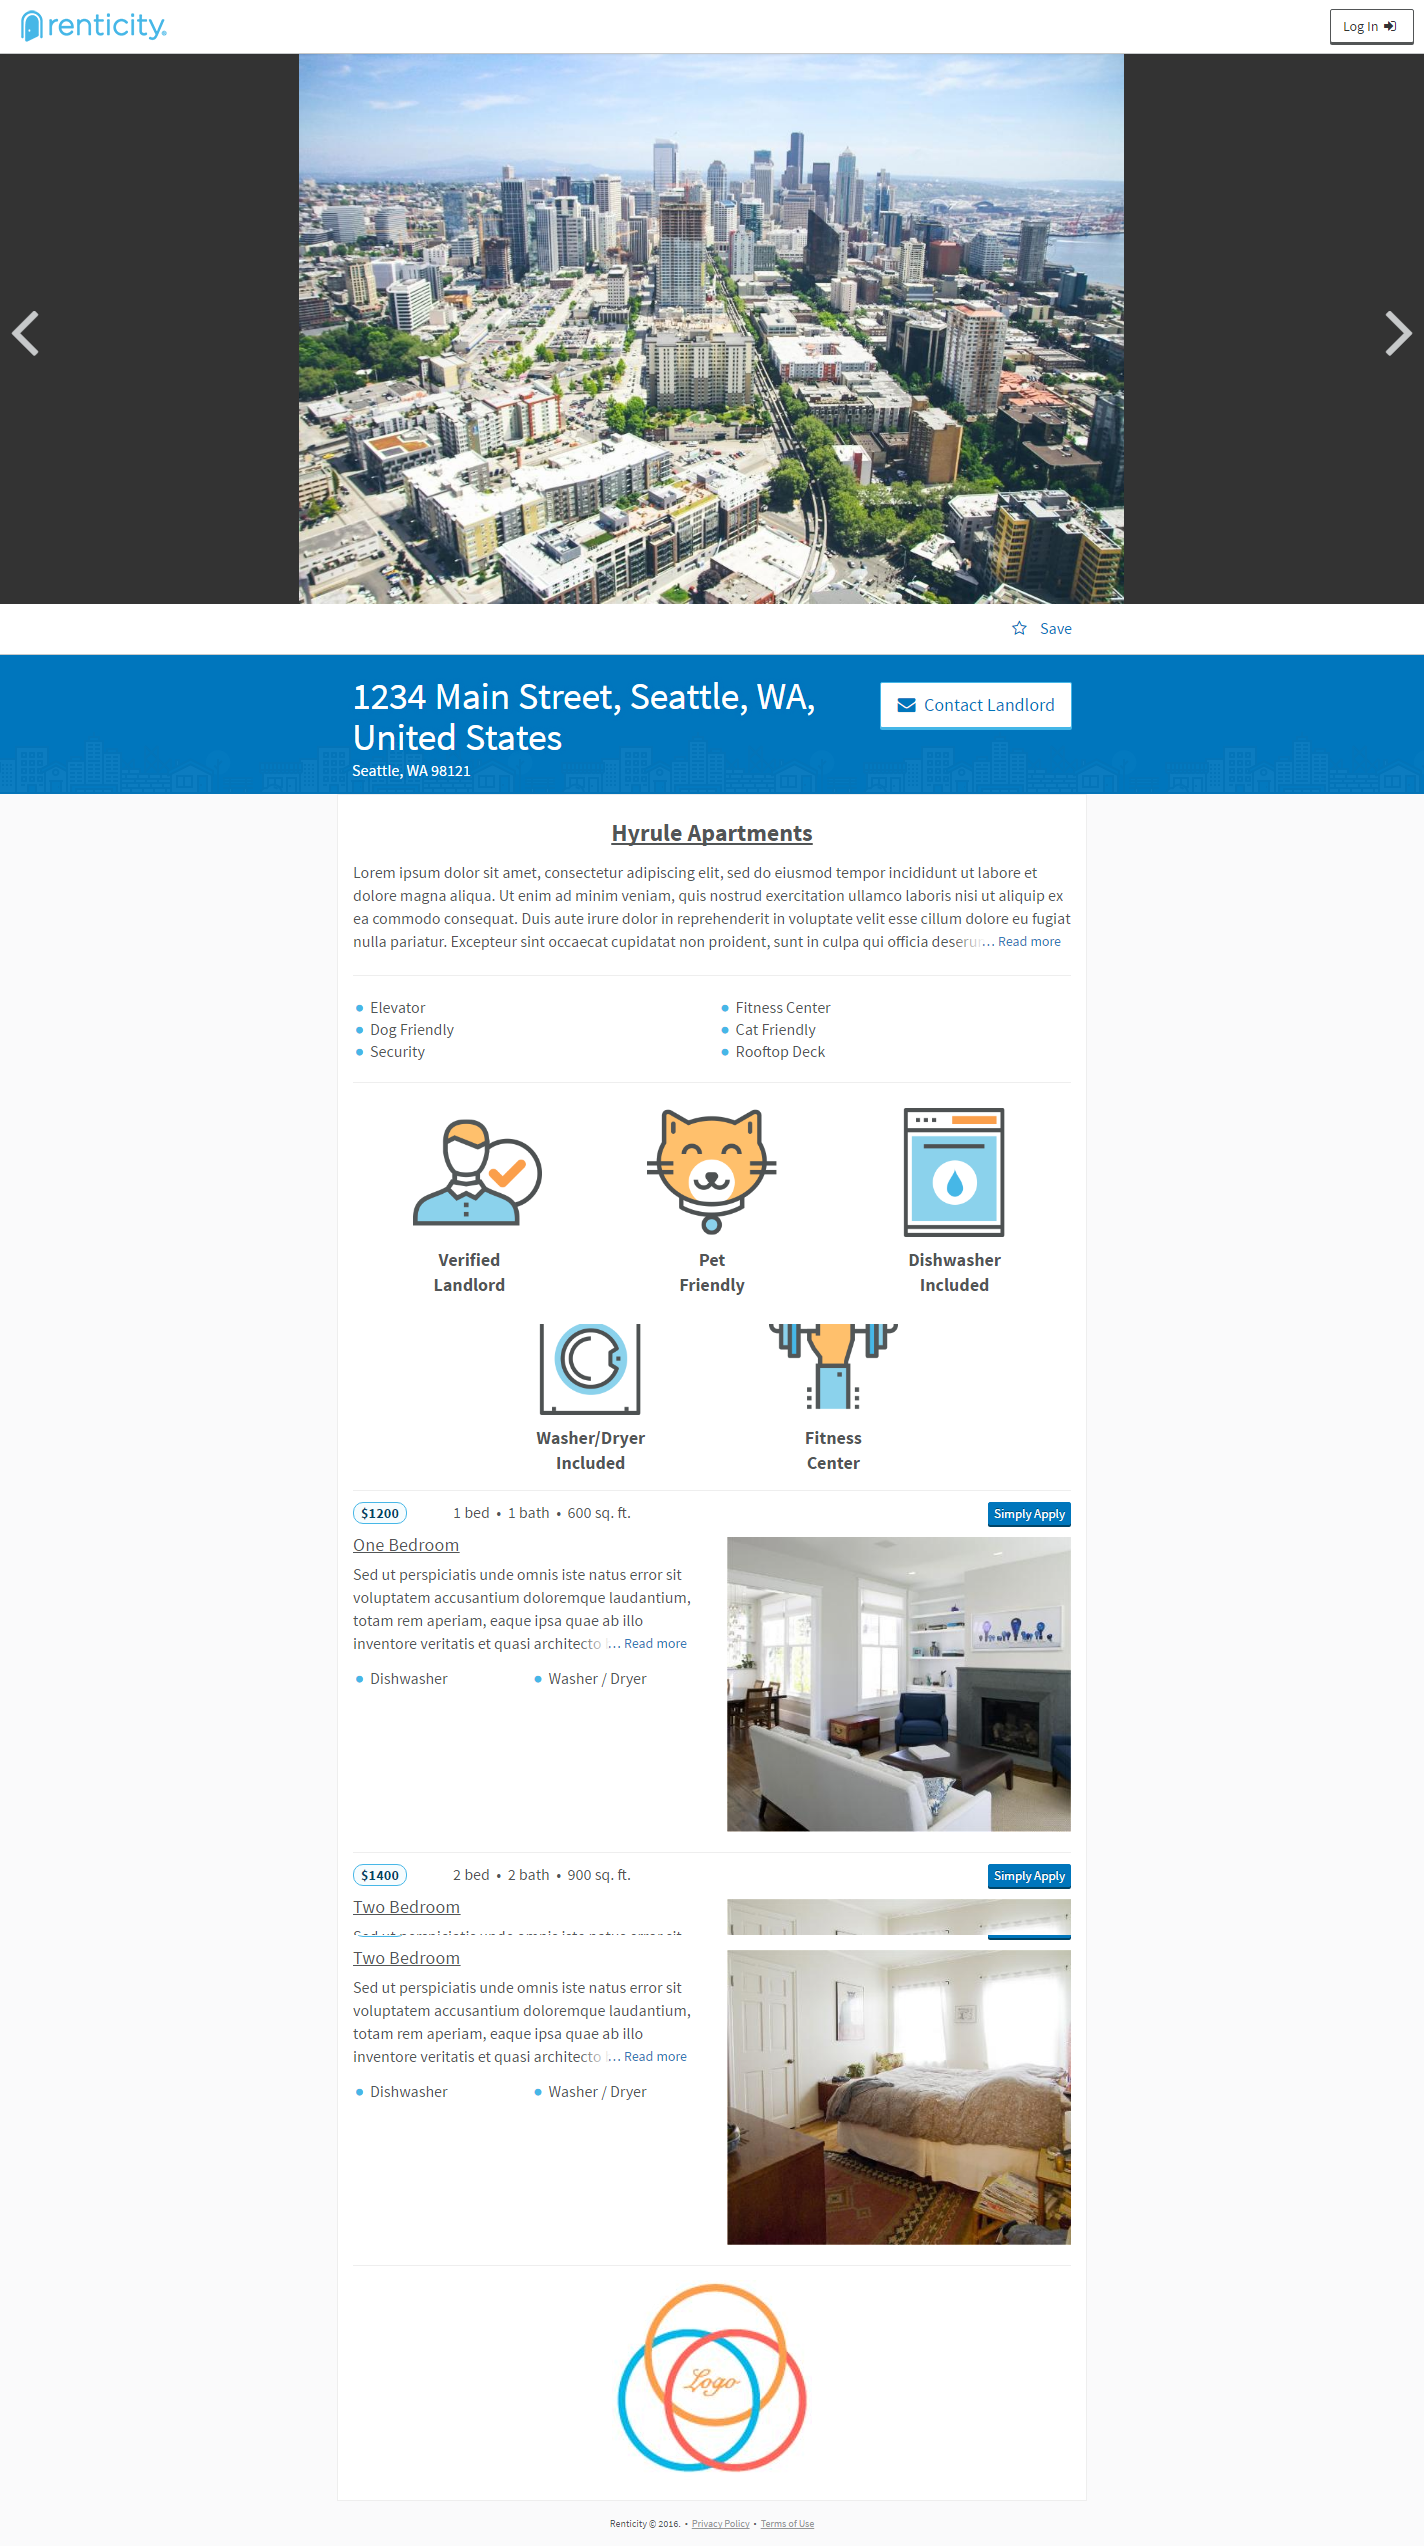 renticity
Log In
Save
1234 Main Street, Seattle, WA,
United States
Seattle, WA 98121
Contact Landlord
Hyrule Apartments
Lorem ipsum dolor sit amet, consectetur adipiscing elit, sed do eiusmod tempor incididunt ut labore et
dolore magna aliqua. Ut enim ad minim veniam, quis nostrud exercitation ullamco laboris nisi ut aliquip ex
ea commodo consequat. Duis aute irure dolor in reprehenderit in voluptate velit esse cillum dolore eu fugiat
nulla pariatur. Excepteur sint occaecat cupidatat non proident, sunt in culpa qui officia deseru... Read more
Elevator
Dog Friendly
Security
Fitness Center
Cat Friendly
Rooftop Deck
Verified
Landlord
Pet
Friendly
Dishwasher
Included
Washer/Dryer
Included
Fitness
Center
$1200 1 bed • 1 bath • 600 sq. ft. Simply Apply
One Bedroom
Sed ut perspiciatis unde omnis iste natus error sit
voluptatem accusantium doloremque laudantium,
totam rem aperiam, eaque ipsa quae ab illo
inventore veritatis et quasi architecto ... Read more
Dishwasher
Washer / Dryer
$1400 2 bed • 2 bath • 900 sq. ft. Simply Apply
Two Bedroom
Sed ut perspiciatis unde omnis iste natus error sit
Two Bedroom
Sed ut perspiciatis unde omnis iste natus error sit
voluptatem accusantium doloremque laudantium,
totam rem aperiam, eaque ipsa quae ab illo
inventore veritatis et quasi architecto ... Read more
Dishwasher
Washer / Dryer
Logo
Renticity © 2016. • Privacy Policy • Terms of Use